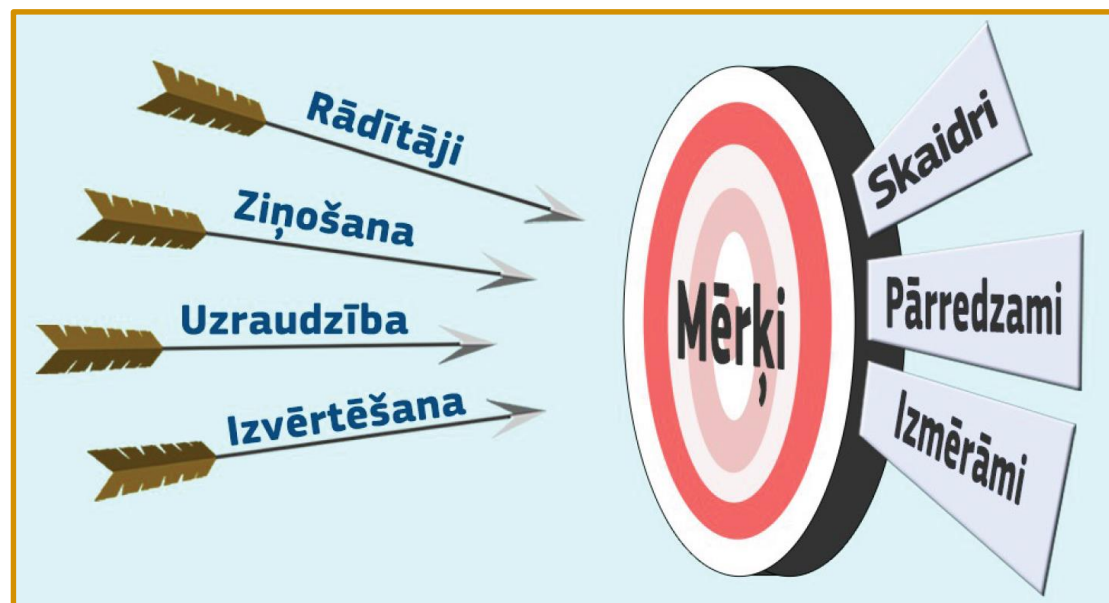 Rādītāji
Ziņošana
Uzraudzība
Izvērtēšana
Mērķi
Skaidri
Pārredzami
Izmērāmi